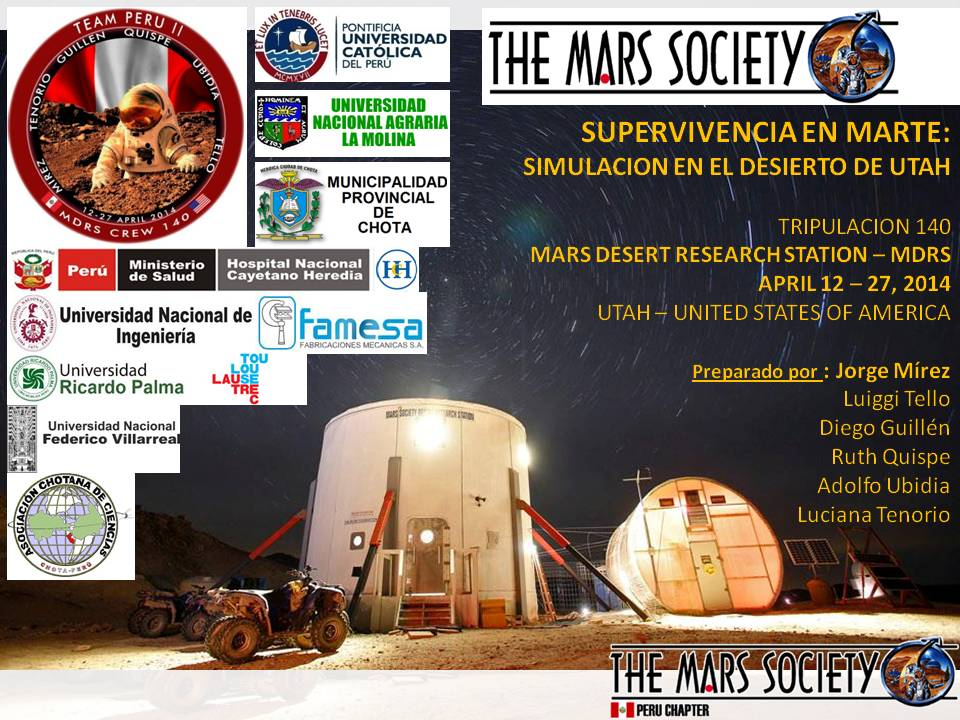 TEAM PERU II
MIREZ TENORIO GUILLEN QUISPE UBIDIA TELLO
12-27 APRIL 2014
MDRS CREW 140
ET LUX IN TENEBRIS LUCET
MCMXVII
PONTIFICIA
UNIVERSIDAD
CATÓLICA
DEL PERÚ
UNIVERSIDAD
NACIONAL AGRARIA
LA MOLINA
HEROICA CIUDAD DE CHOTA
MUNICIPALIDAD
PROVINCIAL
DE
CHOTA
REPUBLICA DEL PERU
Perú
Ministerio
de Salud
Hospital Nacional
Cayetano Heredia
Universidad Nacional de
Ingeniería
famesa
FABRICACIONES MECANICAS S.A.
Universidad
Ricardo Palma
TOU
LOU
LAUSE
TREC
Universidad Nacional
Federico Villarreal
ASOCIACIÓN CHOTANA DE CIENCIAS
CHOTA-PERÚ
THE MARS SOCIETY
SUPERVIVENCIA EN MARTE:
SIMULACION EN EL DESIERTO DE UTAH
TRIPULACION 140
MARS DESERT RESEARCH STATION – MDRS
APRIL 12 – 27, 2014
UTAH – UNITED STATES OF AMERICA
Preparado por : Jorge Mírez
Luiggi Tello
Diego Guillén
Ruth Quispe
Adolfo Ubidia
Luciana Tenorio
MARS SOCIETY RESEARCH STATION
THE MARS SOCIETY
PERU CHAPTER